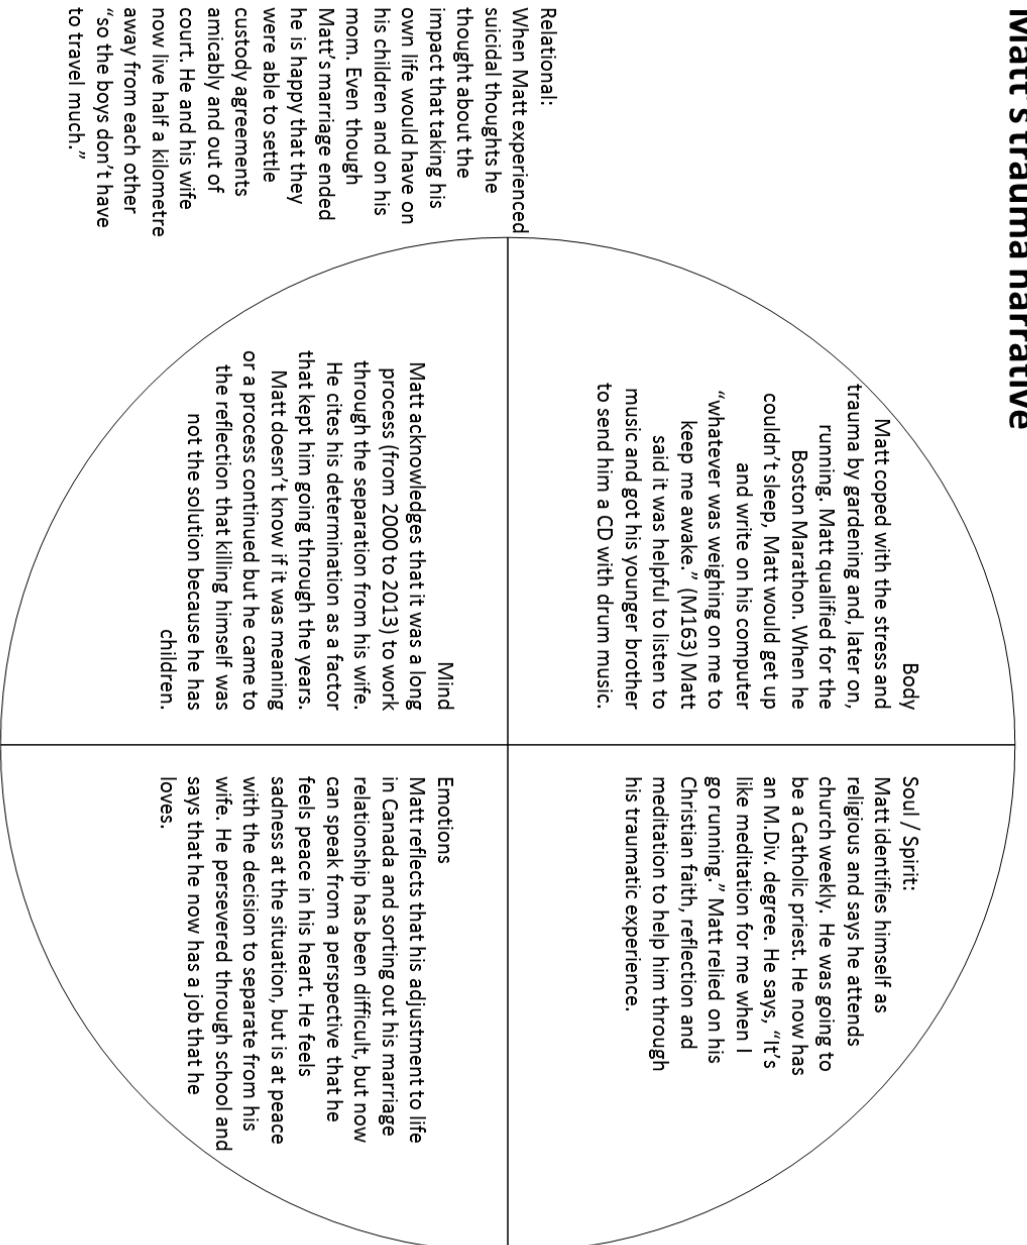 Matt's trauma narrative
Body
Matt coped with the stress and
trauma by gardening and, later on,
running. Matt qualified for the
Boston Marathon. When he
couldn't sleep, Matt would get up
and write on his computer
“whatever was weighing on me to
keep me awake.” (M163) Matt
said it was helpful to listen to
music and got his younger brother
to send him a CD with drum music.
Soul / Spirit:
Matt identifies himself as
religious and says he attends
church weekly. He was going to
be a Catholic priest. He now has
an M.Div. degree. He says, “It's
like meditation for me when I
go running.” Matt relied on his
Christian faith, reflection and
meditation to help him through
his traumatic experience.
Relational:
When Matt experienced
suicidal thoughts he
thought about the
impact that taking his
own life would have on
his children and on his
mom. Even though
Matt's marriage ended
he is happy that they
were able to settle
custody agreements
amicably and out of
court. He and his wife
now live half a kilometre
away from each other
“so the boys don't have
to travel much.”
Mind
Matt acknowledges that it was a long
process (from 2000 to 2013) to work
through the separation from his wife.
He cites his determination as a factor
that kept him going through the years.
Matt doesn't know if it was meaning
or a process continued but he came to
the reflection that killing himself was
not the solution because he has
children.
Emotions
Matt reflects that his adjustment to life
in Canada and sorting out his marriage
relationship has been difficult, but now
can speak from a perspective that he
feels peace in his heart. He feels
sadness at the situation, but is at peace
with the decision to separate from his
wife. He persevered through school and
says that he now has a job that he
loves.